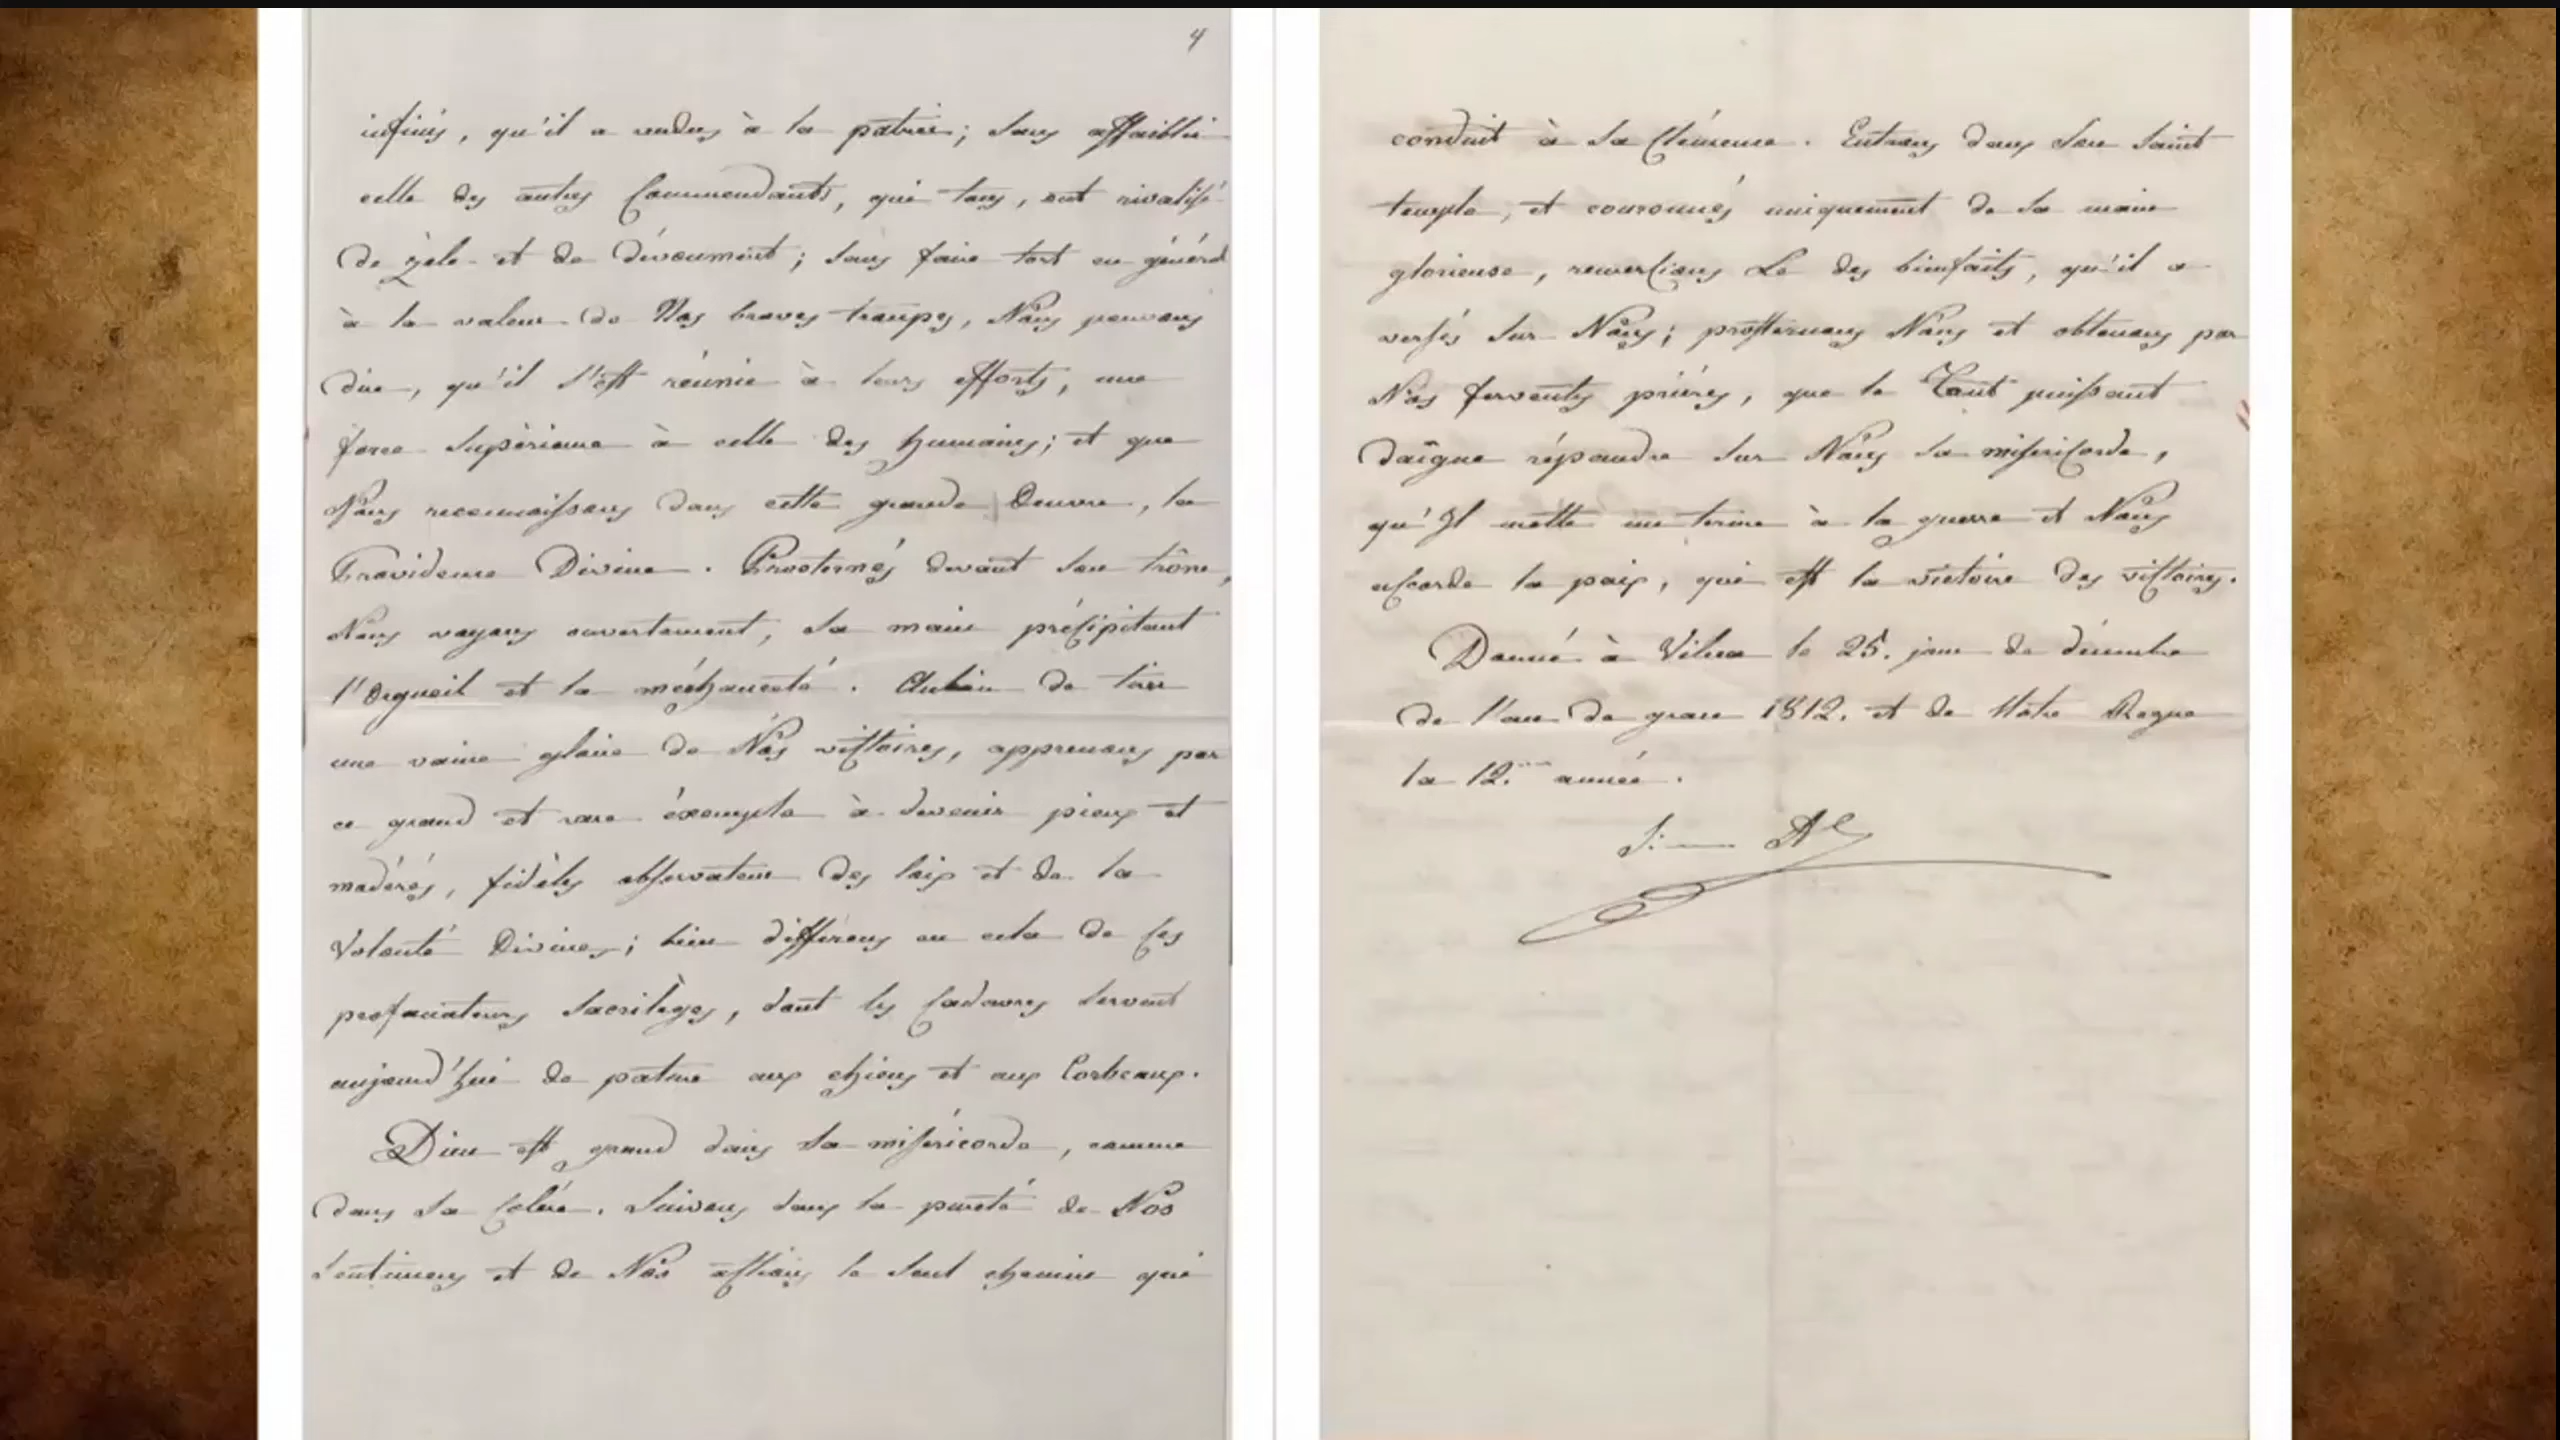 4
infinis, qu'il a rendus à la patrie; sans affaiblir
celle des autres Commendants, qui tous, ont rivalisé
de zèle et de dévoument; sans faire tort en général
à la valeur de Nos braves troupes, Nous pouvons
dire, qu'il s'est réunie à leurs efforts, une
force supèrieure à celle des humains; et que
Nous reconnaissons dans cette grande Oeuvre, la
Providence Divine. Prosternés devant son trône,
Nous voyons ouvertement, sa main précipitant
l'Orgueil et la méchanceté. Aulieu de tirer
une vaine gloire de Nos victoires, apprenons par
ce grand et rare éxemple à devenir pieux et
modérés, fidèles observateurs des loix et de la
Volonté Divines; bien différens en cela de ces
profanateurs Sacrilèges, dont les Cadavres servent
aujourd'hui de pature aux chiens et aux Corbeaux.
Dieu est grand dans sa miséricorde, comme
dans sa Colère. Suivons dans la pureté de Nos
sentimens et de Nos actions le seul chemin qui
conduit à sa Clémence. Entrons dans son saint
temple, et couronnés uniquement de sa main
glorieuse, remercions Le des bienfaits, qu'il a
versés sur Nous; prosternons Nous et obtenons par
Nos ferventes prières, que le Tout puissant
daigne répandre sur Nous sa misericorde,
qu'Il mette un terme à la guerre et Nous
accorde la paix, qui est la victoire des victoires.
Donné à Vilna le 25. jour de décembre
de l'an de grace 1812. et de Notre Regne
la 12. année.